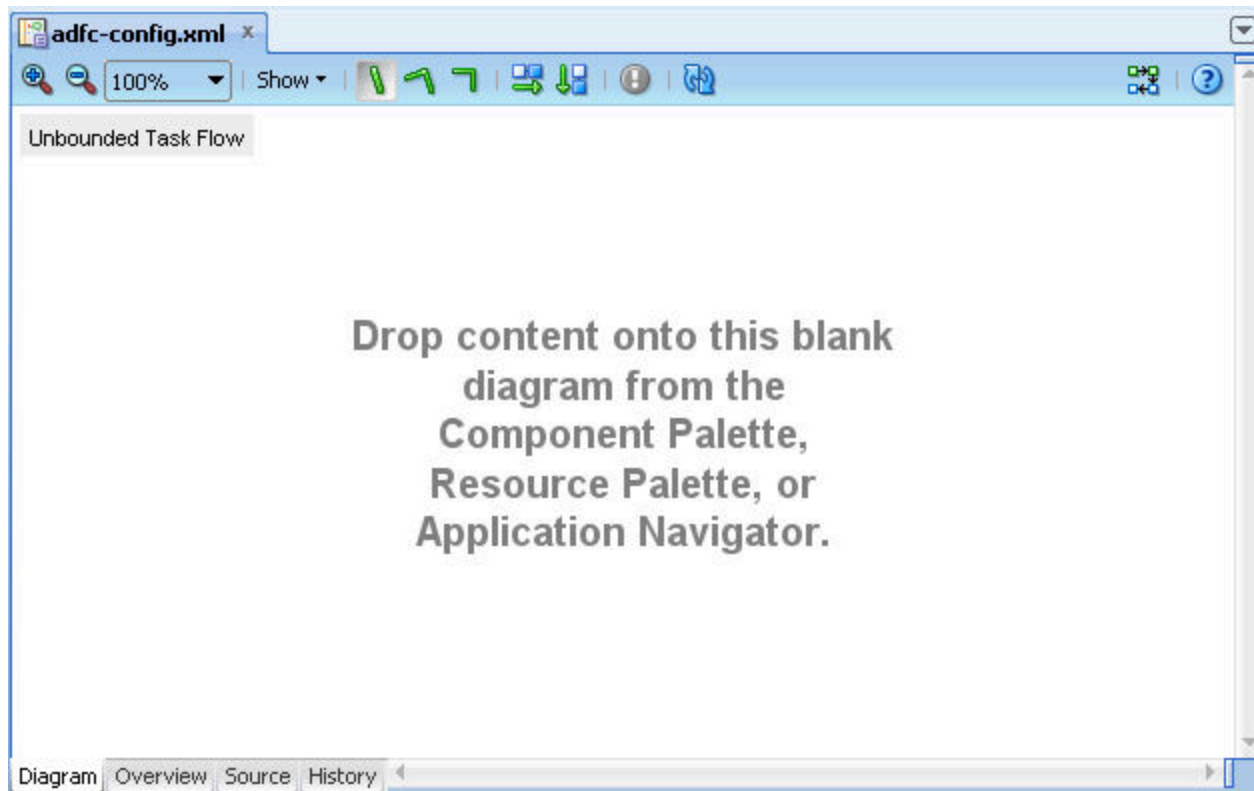 adfc-config.xml
100% Show
Unbounded Task Flow
Drop content onto this blank
diagram from the
Component Palette,
Resource Palette, or
Application Navigator.
Diagram Overview Source History